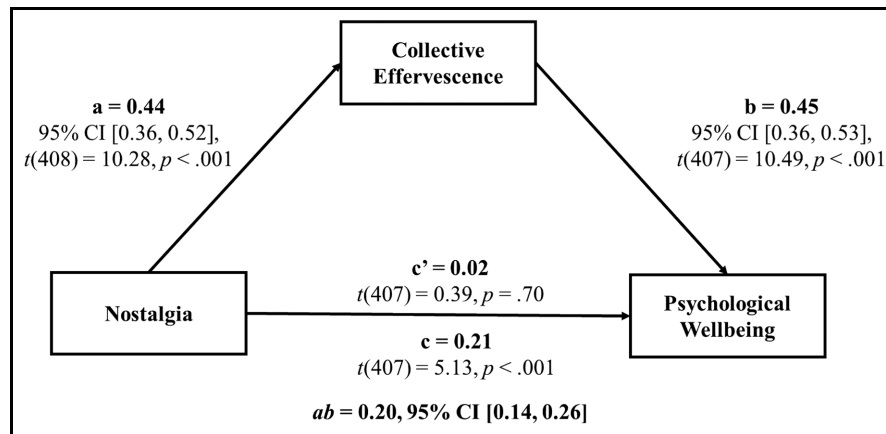 Collective
Effervescence
a = 0.44
95% CI [0.36, 0.52],
t(408) = 10.28, p < .001
b = 0.45
95% CI [0.36, 0.53],
t(407) = 10.49, p < .001
Nostalgia
c’ = 0.02
t(407) = 0.39, p = .70
Psychological
Wellbeing
c = 0.21
t(407) = 5.13, p < .001
ab = 0.20, 95% CI [0.14, 0.26]